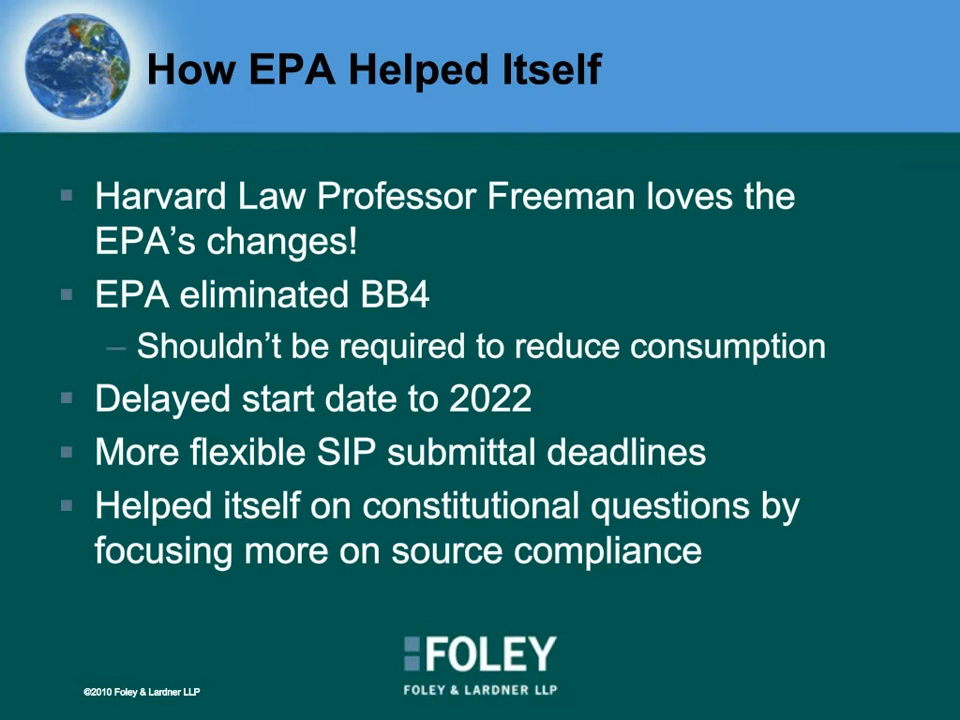 How EPA Helped Itself
Harvard Law Professor Freeman loves the
EPA's changes!
EPA eliminated BB4
– Shouldn't be required to reduce consumption
Delayed start date to 2022
More flexible SIP submittal deadlines
Helped itself on constitutional questions by
focusing more on source compliance
FOLEY
FOLEY & LARDNER LLP
©2010 Foley & Lardner LLP